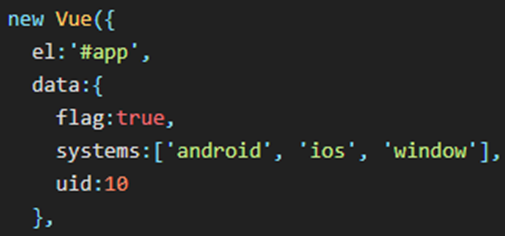 new Vue({
  el:'#app',
  data:{
    flag:true,
    systems:['android', 'ios', 'window'],
    uid:10
  },